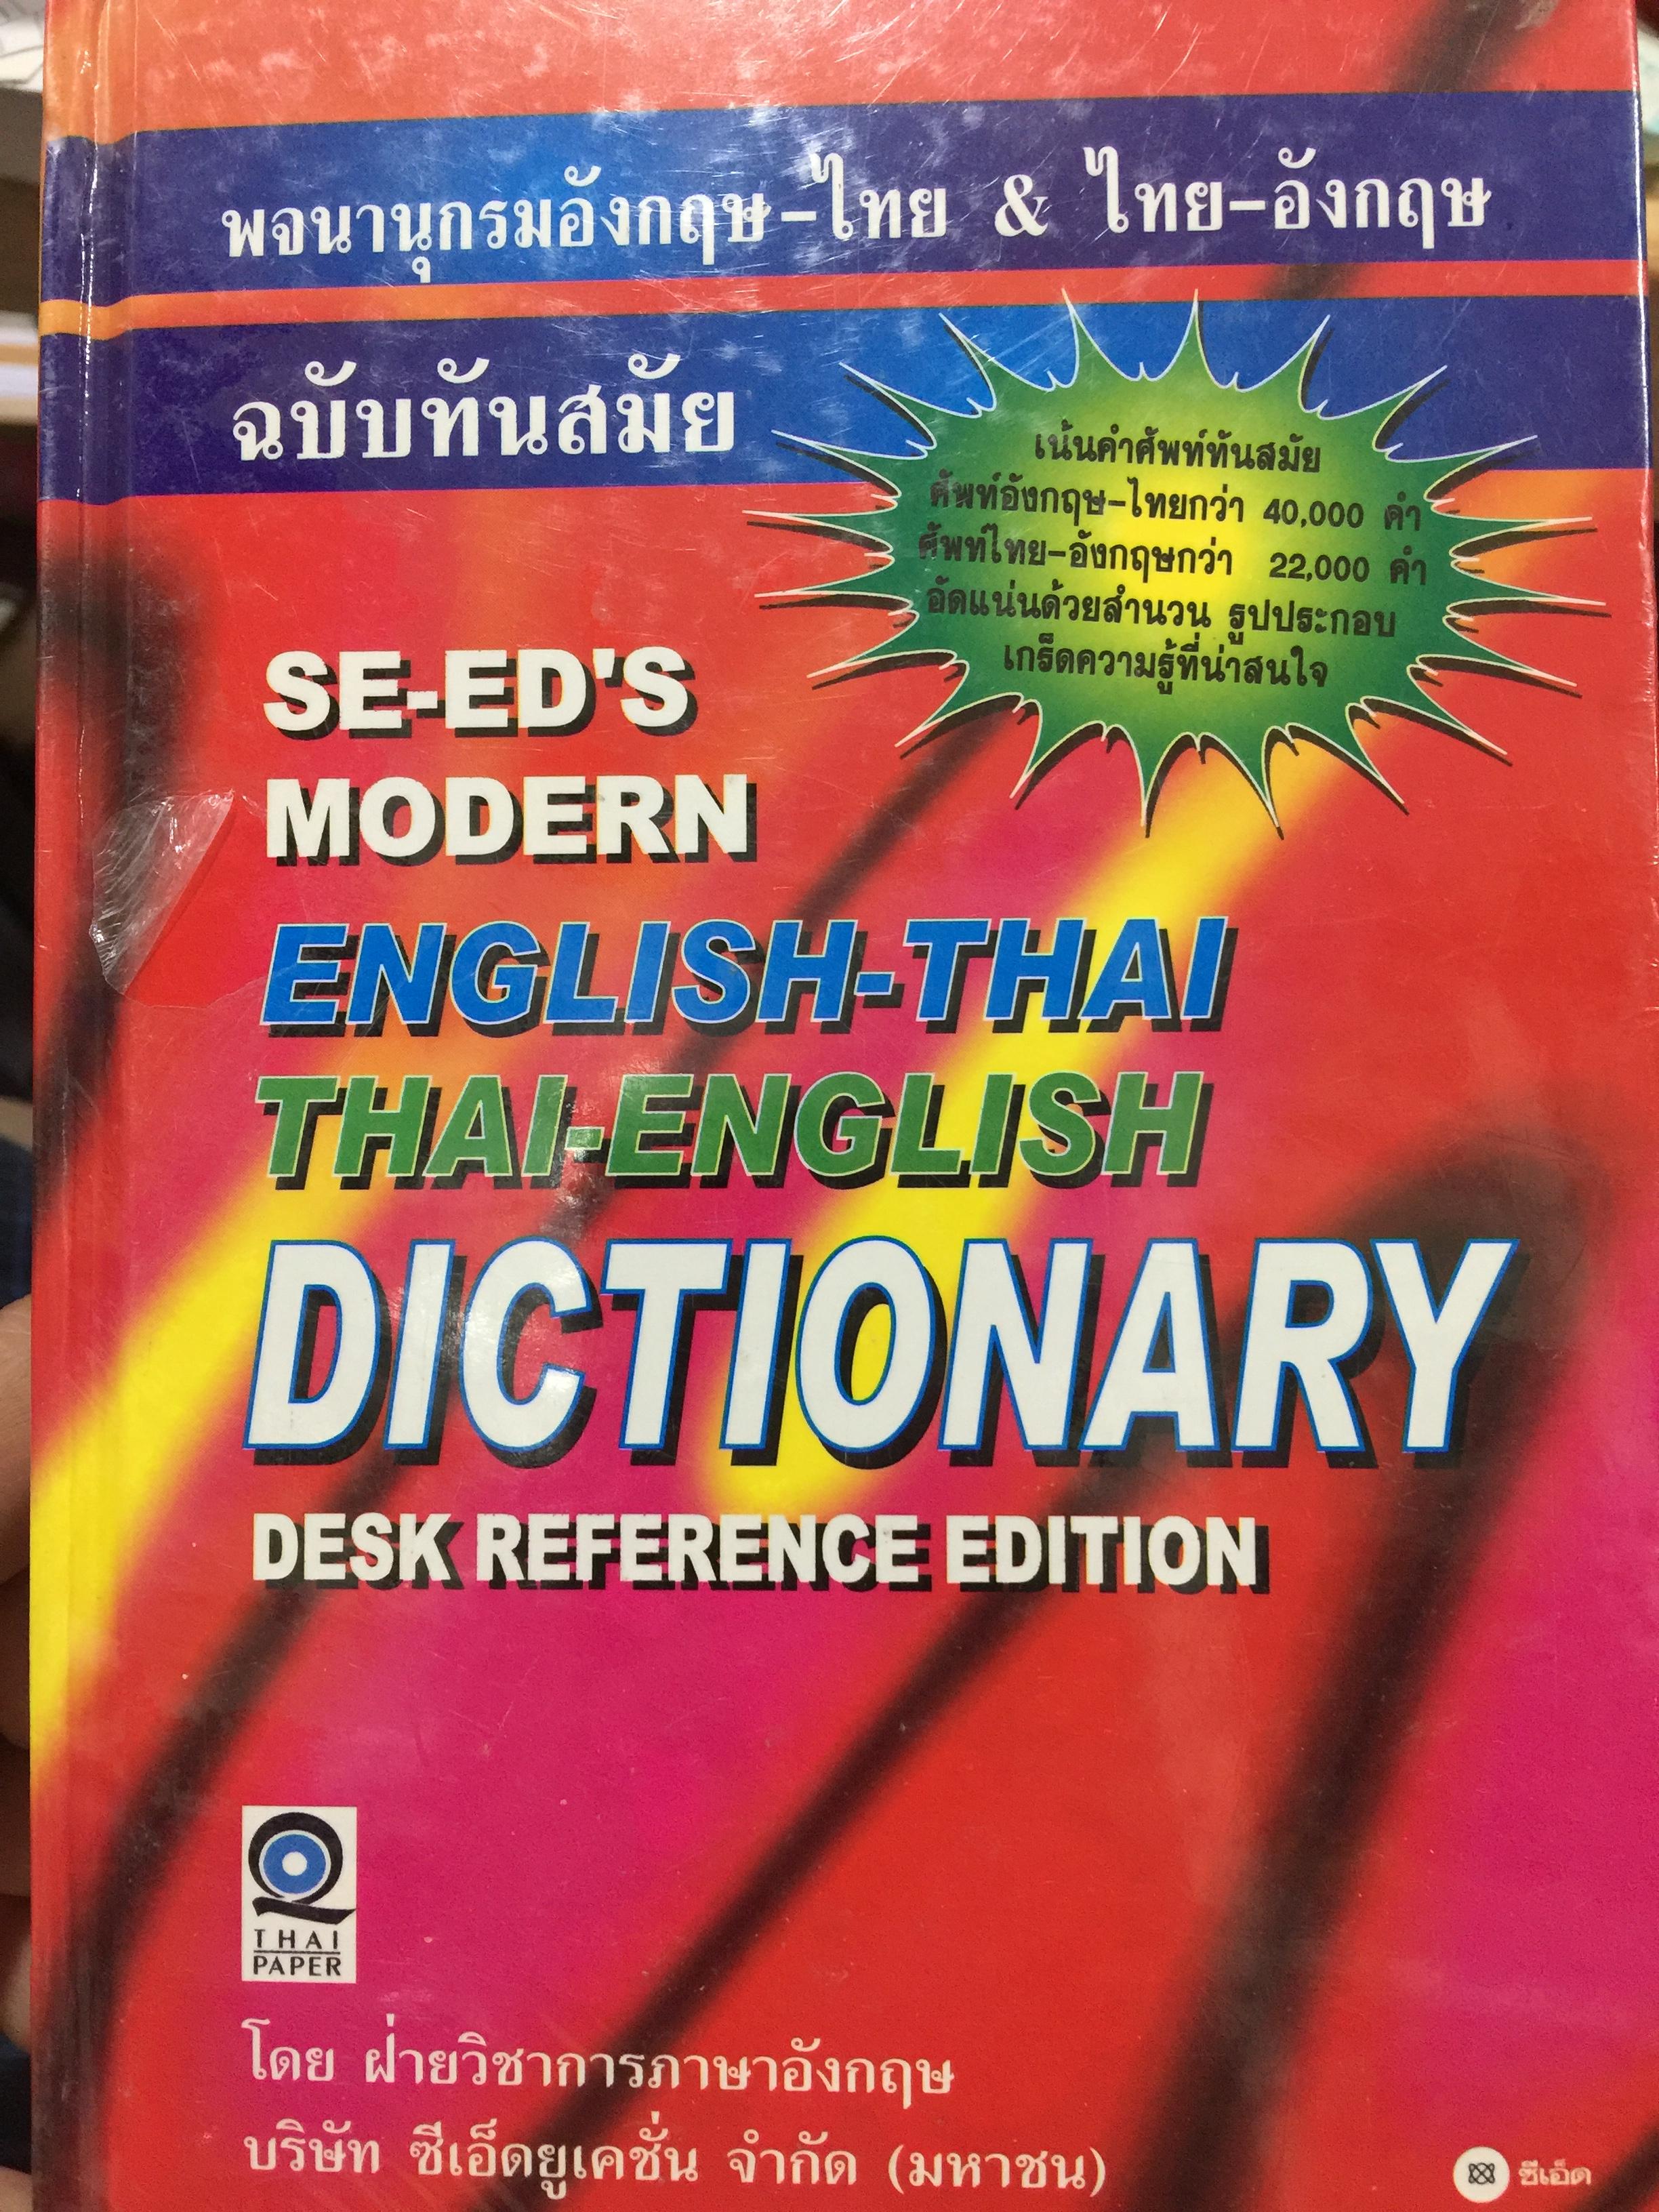 พจนานุกรมอังกฤษ-ไทย & ไทย-อังกฤษ
ฉบับทันสมัย
เน้นคำศัพท์ทันสมัย
ศัพท์อังกฤษ-ไทยกว่า 40,000 คำ
ศัพท์ไทย-อังกฤษกว่า 22,000 คำ
อัดแน่นด้วยสำนวน รูปประกอบ
เกร็ดความรู้ที่น่าสนใจ
SE-ED'S
MODERN
ENGLISH-THAI
THAI-ENGLISH
DICTIONARY
DESK REFERENCE EDITION
THAI
PAPER
โดย ฝ่ายวิชาการภาษาอังกฤษ
บริษัท ซีเอ็ดยูเคชั่น จำกัด (มหาชน)
ซีเอ็ด